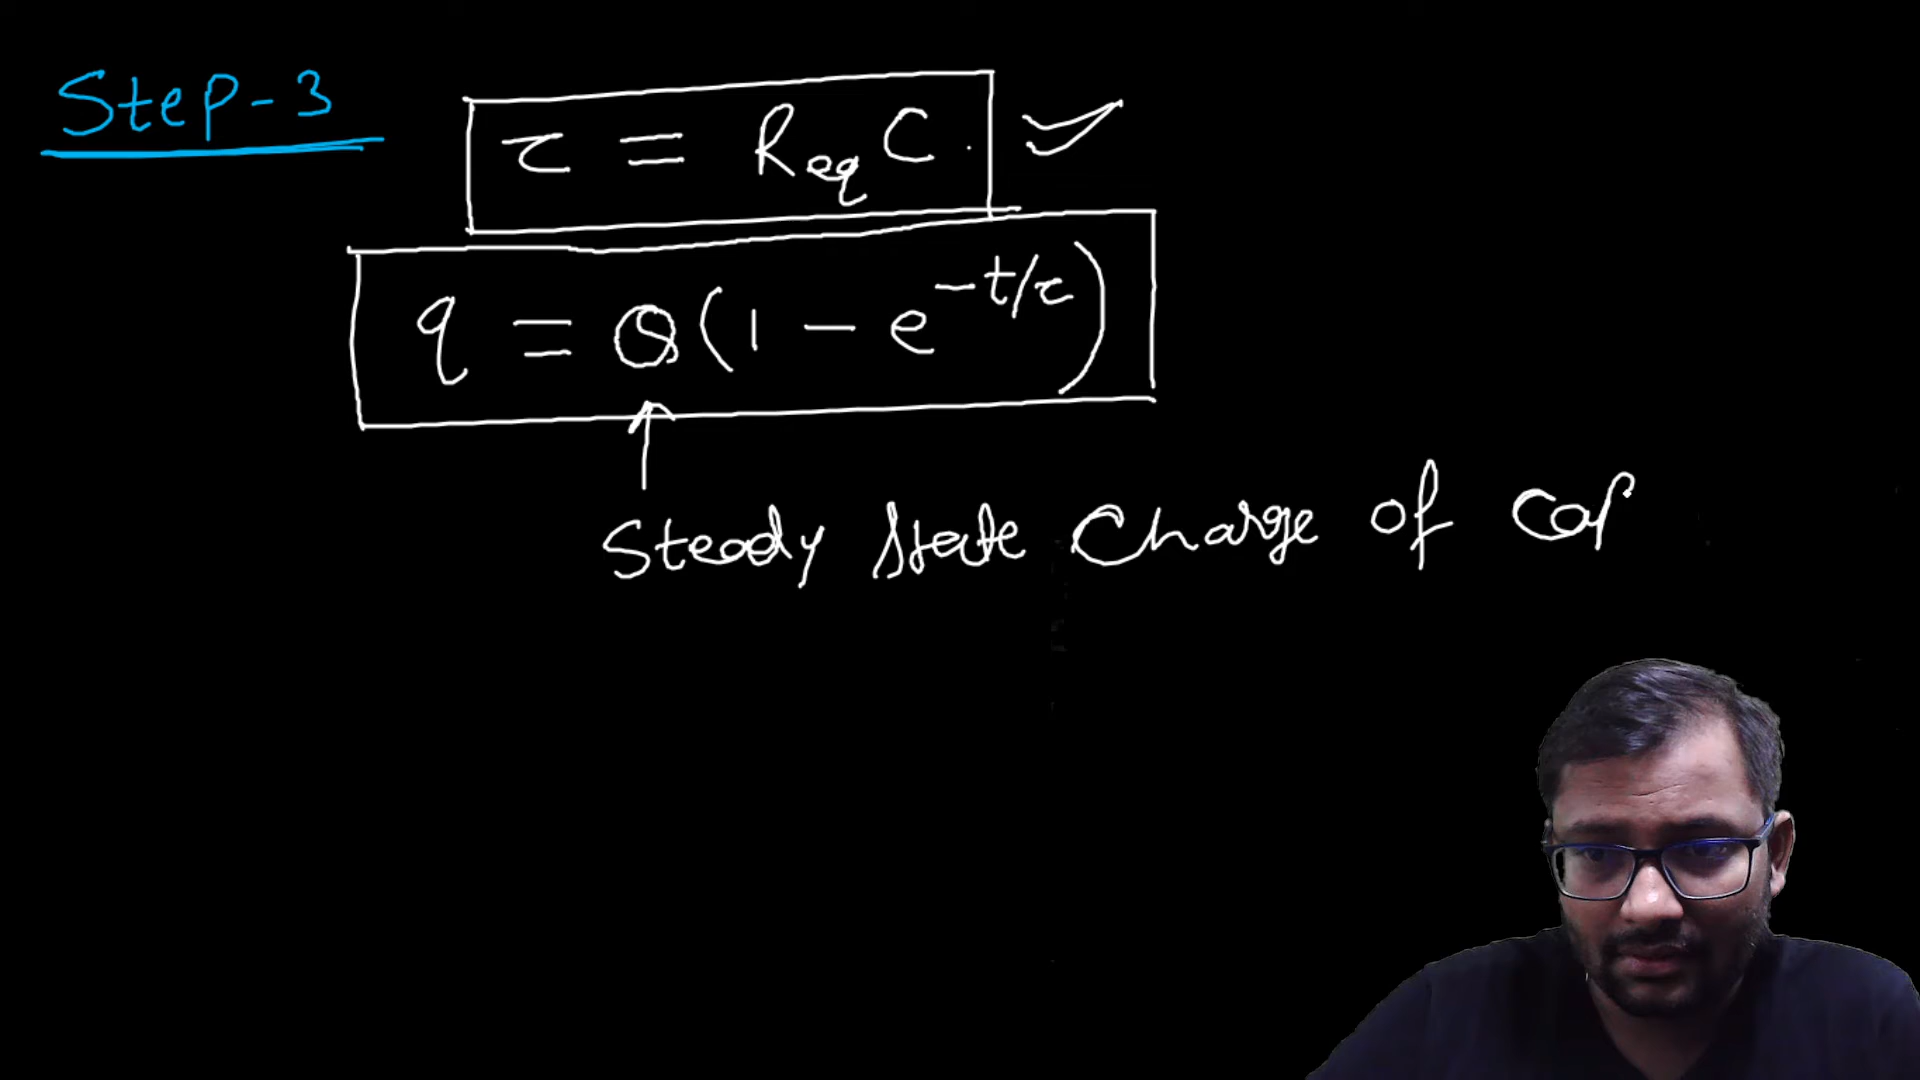 Step-3
τ = Req C.
q = Q(1 - e^-t/τ)
Steady State Charge of Cap